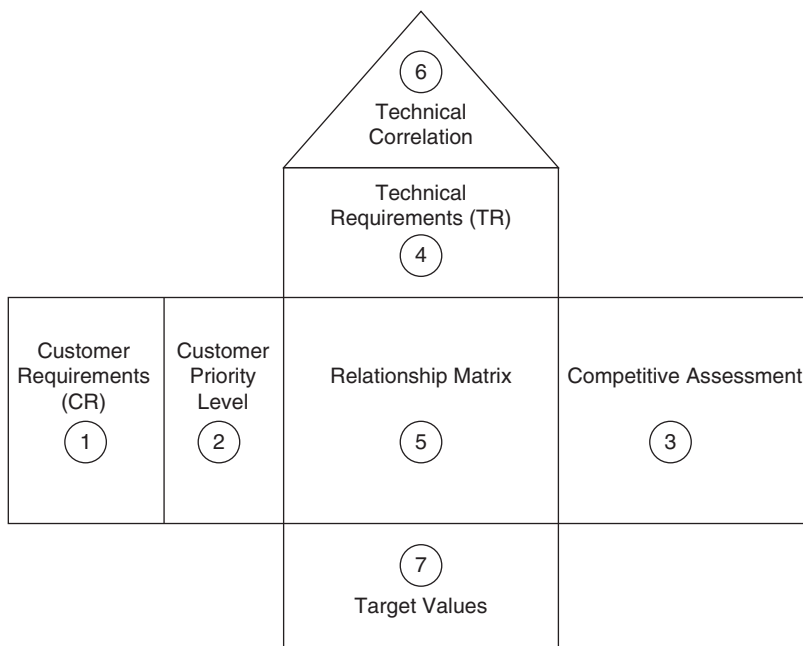 6
Technical
Correlation
Technical
Requirements (TR)
4
Customer
Requirements
(CR)
1
Customer
Priority
Level
2
Relationship Matrix
5
Competitive Assessment
3
7
Target Values